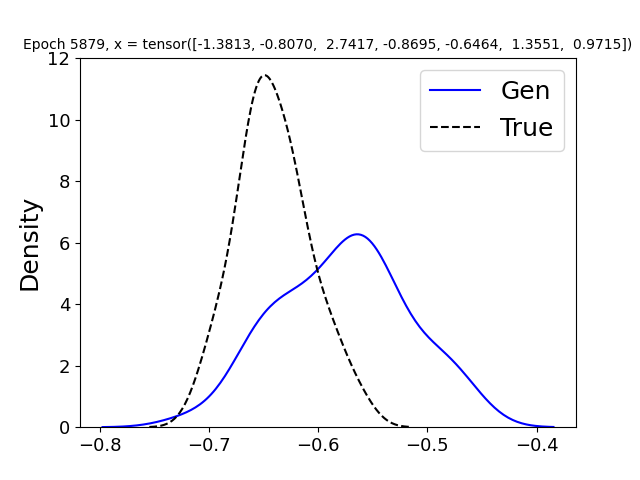 Epoch 5879, x = tensor([-1.3813, -0.8070,  2.7417, -0.8695, -0.6464,  1.3551,  0.9715])
12
10
8
6
4
2
0
Density
Gen
True
−0.8 −0.7 −0.6 −0.5 −0.4